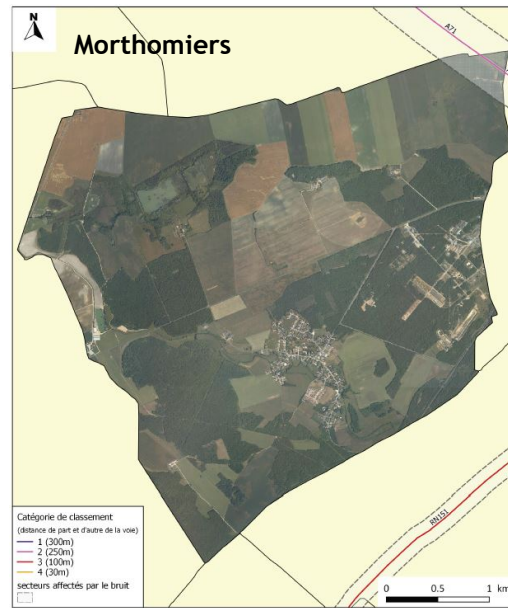 N
Morthomiers
A71
RN151
Catégorie de classement
(distance de part et d'autre de la voie)
1 (300m)
2 (250m)
3 (100m)
4 (30m)
secteurs affectés par le bruit
0 0.5 1 km